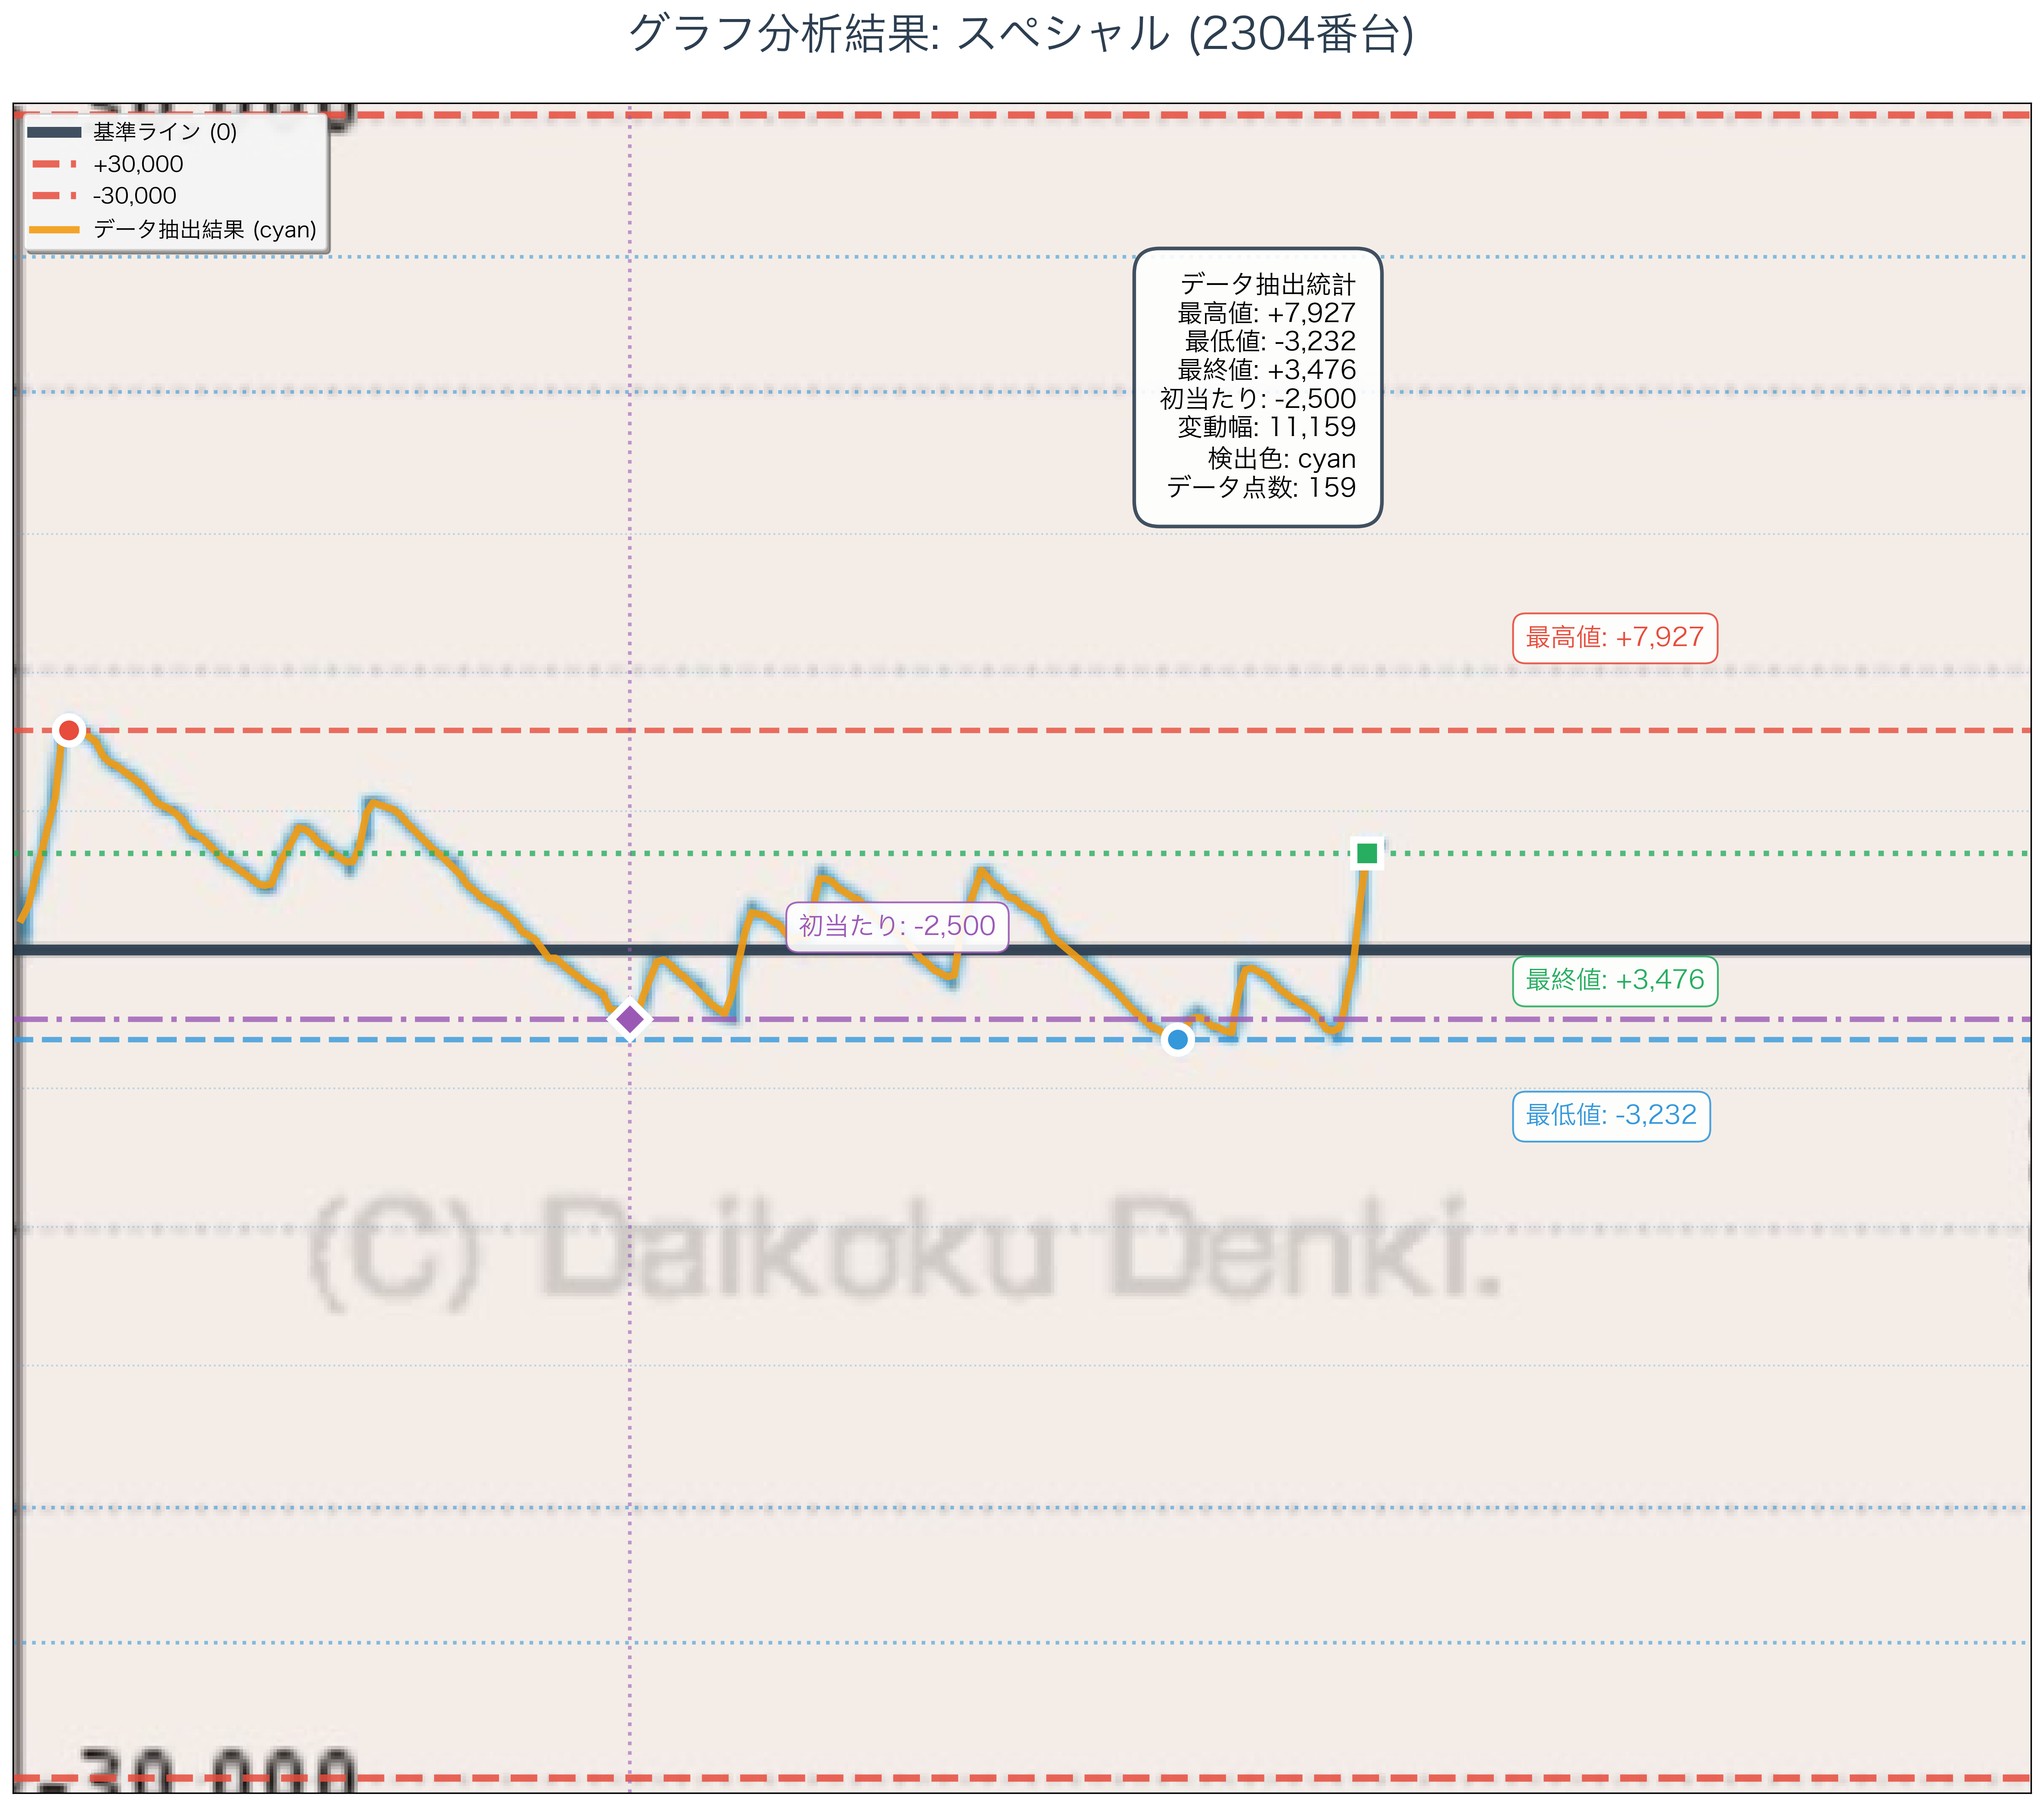 グラフ分析結果: スペシャル (2304番台)
基準ライン (0)
+30,000
-30,000
データ抽出結果 (cyan)
データ抽出統計
最高値: +7,927
最低値: -3,232
最終値: +3,476
初当たり: -2,500
変動幅: 11,159
検出色: cyan
データ点数: 159
最高値: +7,927
初当たり: -2,500
最終値: +3,476
最低値: -3,232
(C) Daikoku Denki.
-30,000